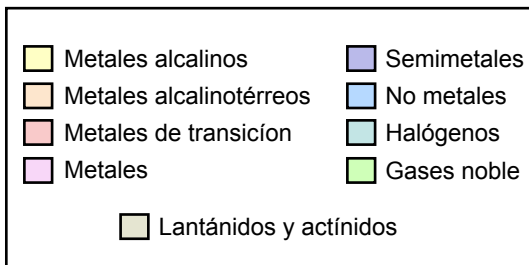 Metales alcalinos
Metales alcalinotérreos
Metales de transicíon
Metales
Semimetales
No metales
Halógenos
Gases noble
Lantánidos y actínidos